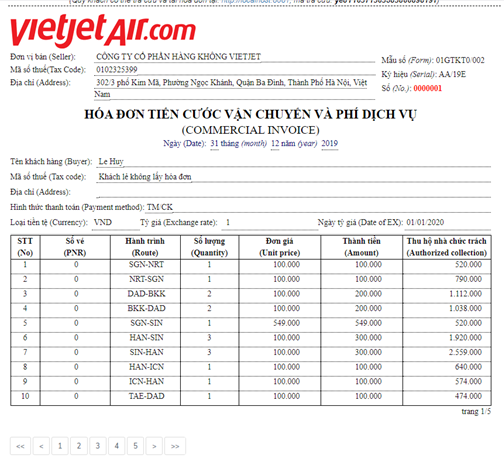 vietjetAir.com
Đơn vị bán (Seller): CÔNG TY CỔ PHẦN HÀNG KHÔNG VIETJET
Mẫu số (Form): 01GTKT0/002
Mã số thuế(Tax Code): 0102325399
Ký hiệu (Serial): AA/19E
Địa chỉ (Address): 302/3 phố Kim Mã, Phường Ngọc Khánh, Quận Ba Đình, Thành Phố Hà Nội, Việt Nam
Số (No.): 0000001
HÓA ĐƠN TIỀN CƯỚC VẬN CHUYỂN VÀ PHÍ DỊCH VỤ
(COMMERCIAL INVOICE)
Ngày (Date): 31 tháng (month) 12 năm (year) 2019
Tên khách hàng (Buyer): Le Huy
Mã số thuế (Tax code): Khách lẻ không lấy hóa đơn
Địa chỉ (Address):
Hình thức thanh toán (Payment method): TM/CK
Loại tiền tệ (Currency): VND Tỷ giá (Exchange rate): 1 Ngày tỷ giá (Date of EX): 01/01/2020
STT Số vé Hành trình Số lượng Đơn giá Thành tiền Thu hộ nhà chức trách
(No) (PNR) (Route) (Quantity) (Unit price) (Amount) (Authorized collection)
1 0 SGN-NRT 1 100.000 100.000 520.000
2 0 NRT-SGN 1 100.000 100.000 790.000
3 0 DAD-BKK 2 100.000 200.000 1.112.000
4 0 BKK-DAD 2 100.000 200.000 1.038.000
5 0 SGN-SIN 1 549.000 549.000 520.000
6 0 HAN-SIN 3 100.000 300.000 1.920.000
7 0 SIN-HAN 3 100.000 300.000 2.559.000
8 0 HAN-ICN 1 100.000 100.000 640.000
9 0 ICN-HAN 1 100.000 100.000 574.000
10 0 TAE-DAD 1 100.000 100.000 474.000
trang 1/5
<< < 1 2 3 4 5 > >>